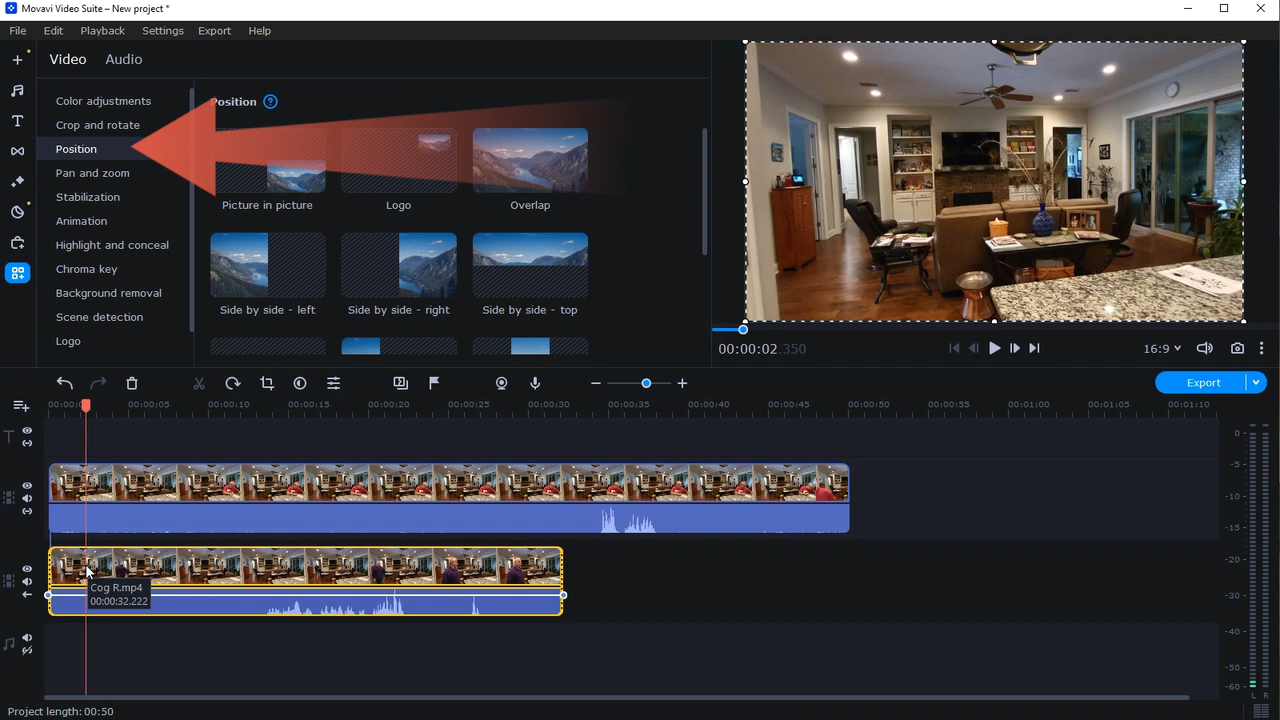 Movavi Video Suite – New project *
File Edit Playback Settings Export Help
Video Audio
Color adjustments
Crop and rotate
Position
Pan and zoom
Stabilization
Animation
Highlight and conceal
Chroma key
Background removal
Scene detection
Logo
Position ?
Picture in picture Logo Overlap
Side by side - left Side by side - right Side by side - top
00:00:02.350
16:9
Export
00:00:05 00:00:10 00:00:15 00:00:20 00:00:25 00:00:30 00:00:35 00:00:40 00:00:45 00:00:50 00:00:55 00:01:00 00:01:05 00:01:10
T
Cog R.mp4
00:00:32.222
0
-5
-10
-15
-20
-30
-40
-50
-60
L R
Project length: 00:50